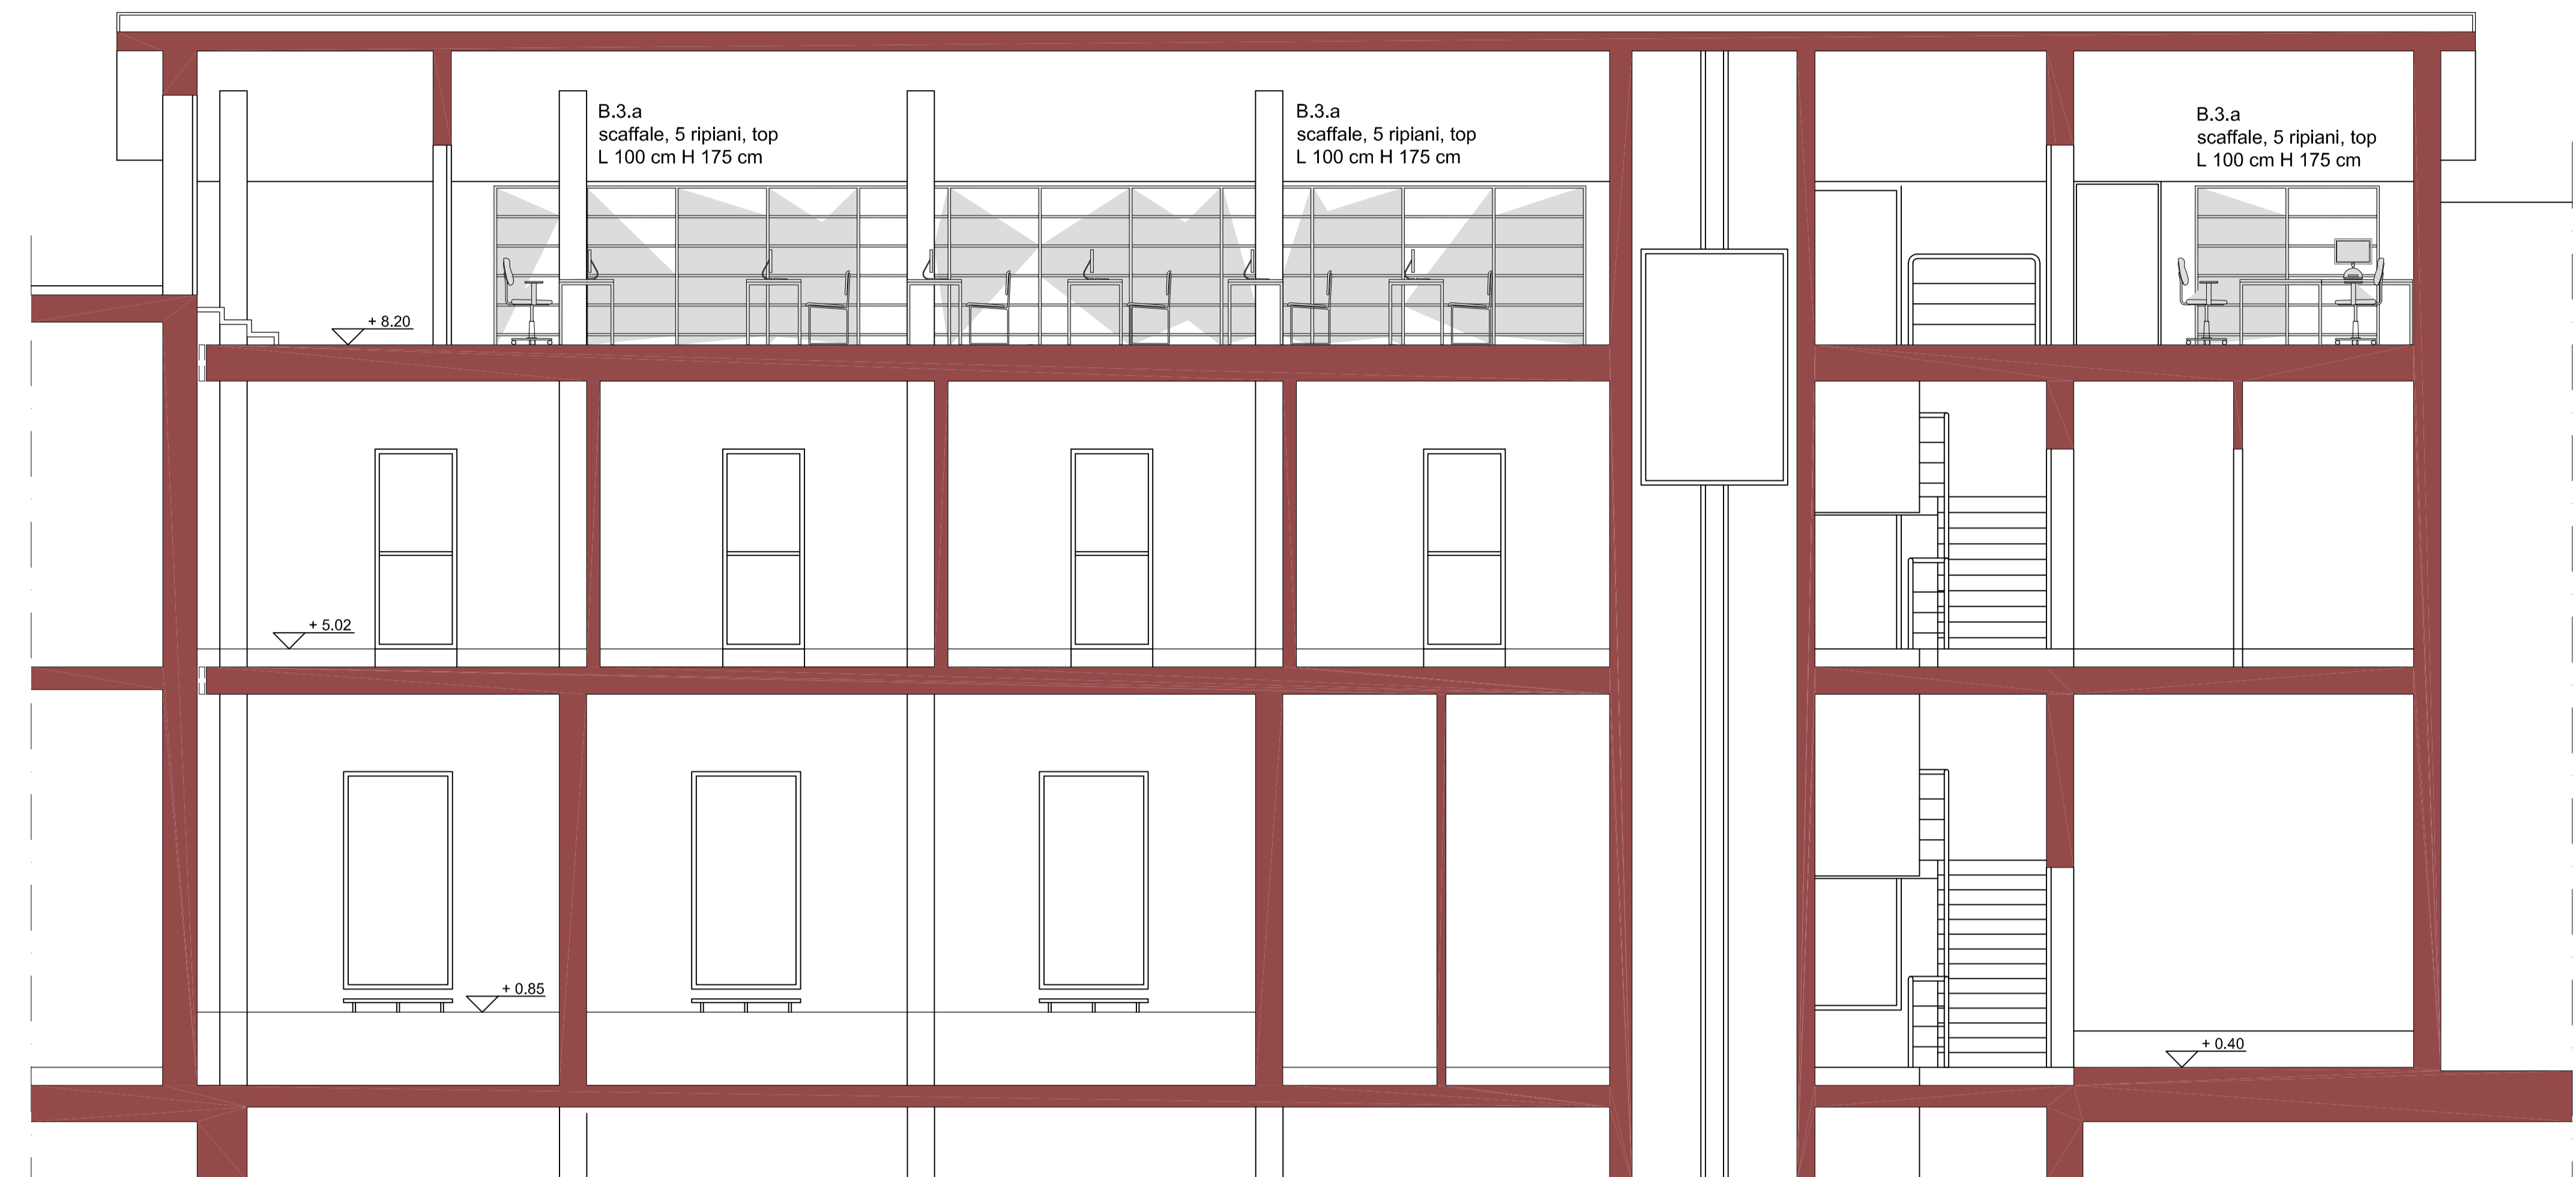 B.3.a
scaffale, 5 ripiani, top
L 100 cm H 175 cm
B.3.a
scaffale, 5 ripiani, top
L 100 cm H 175 cm
B.3.a
scaffale, 5 ripiani, top
L 100 cm H 175 cm
+ 8.20
+ 5.02
+ 0.85
+ 0.40